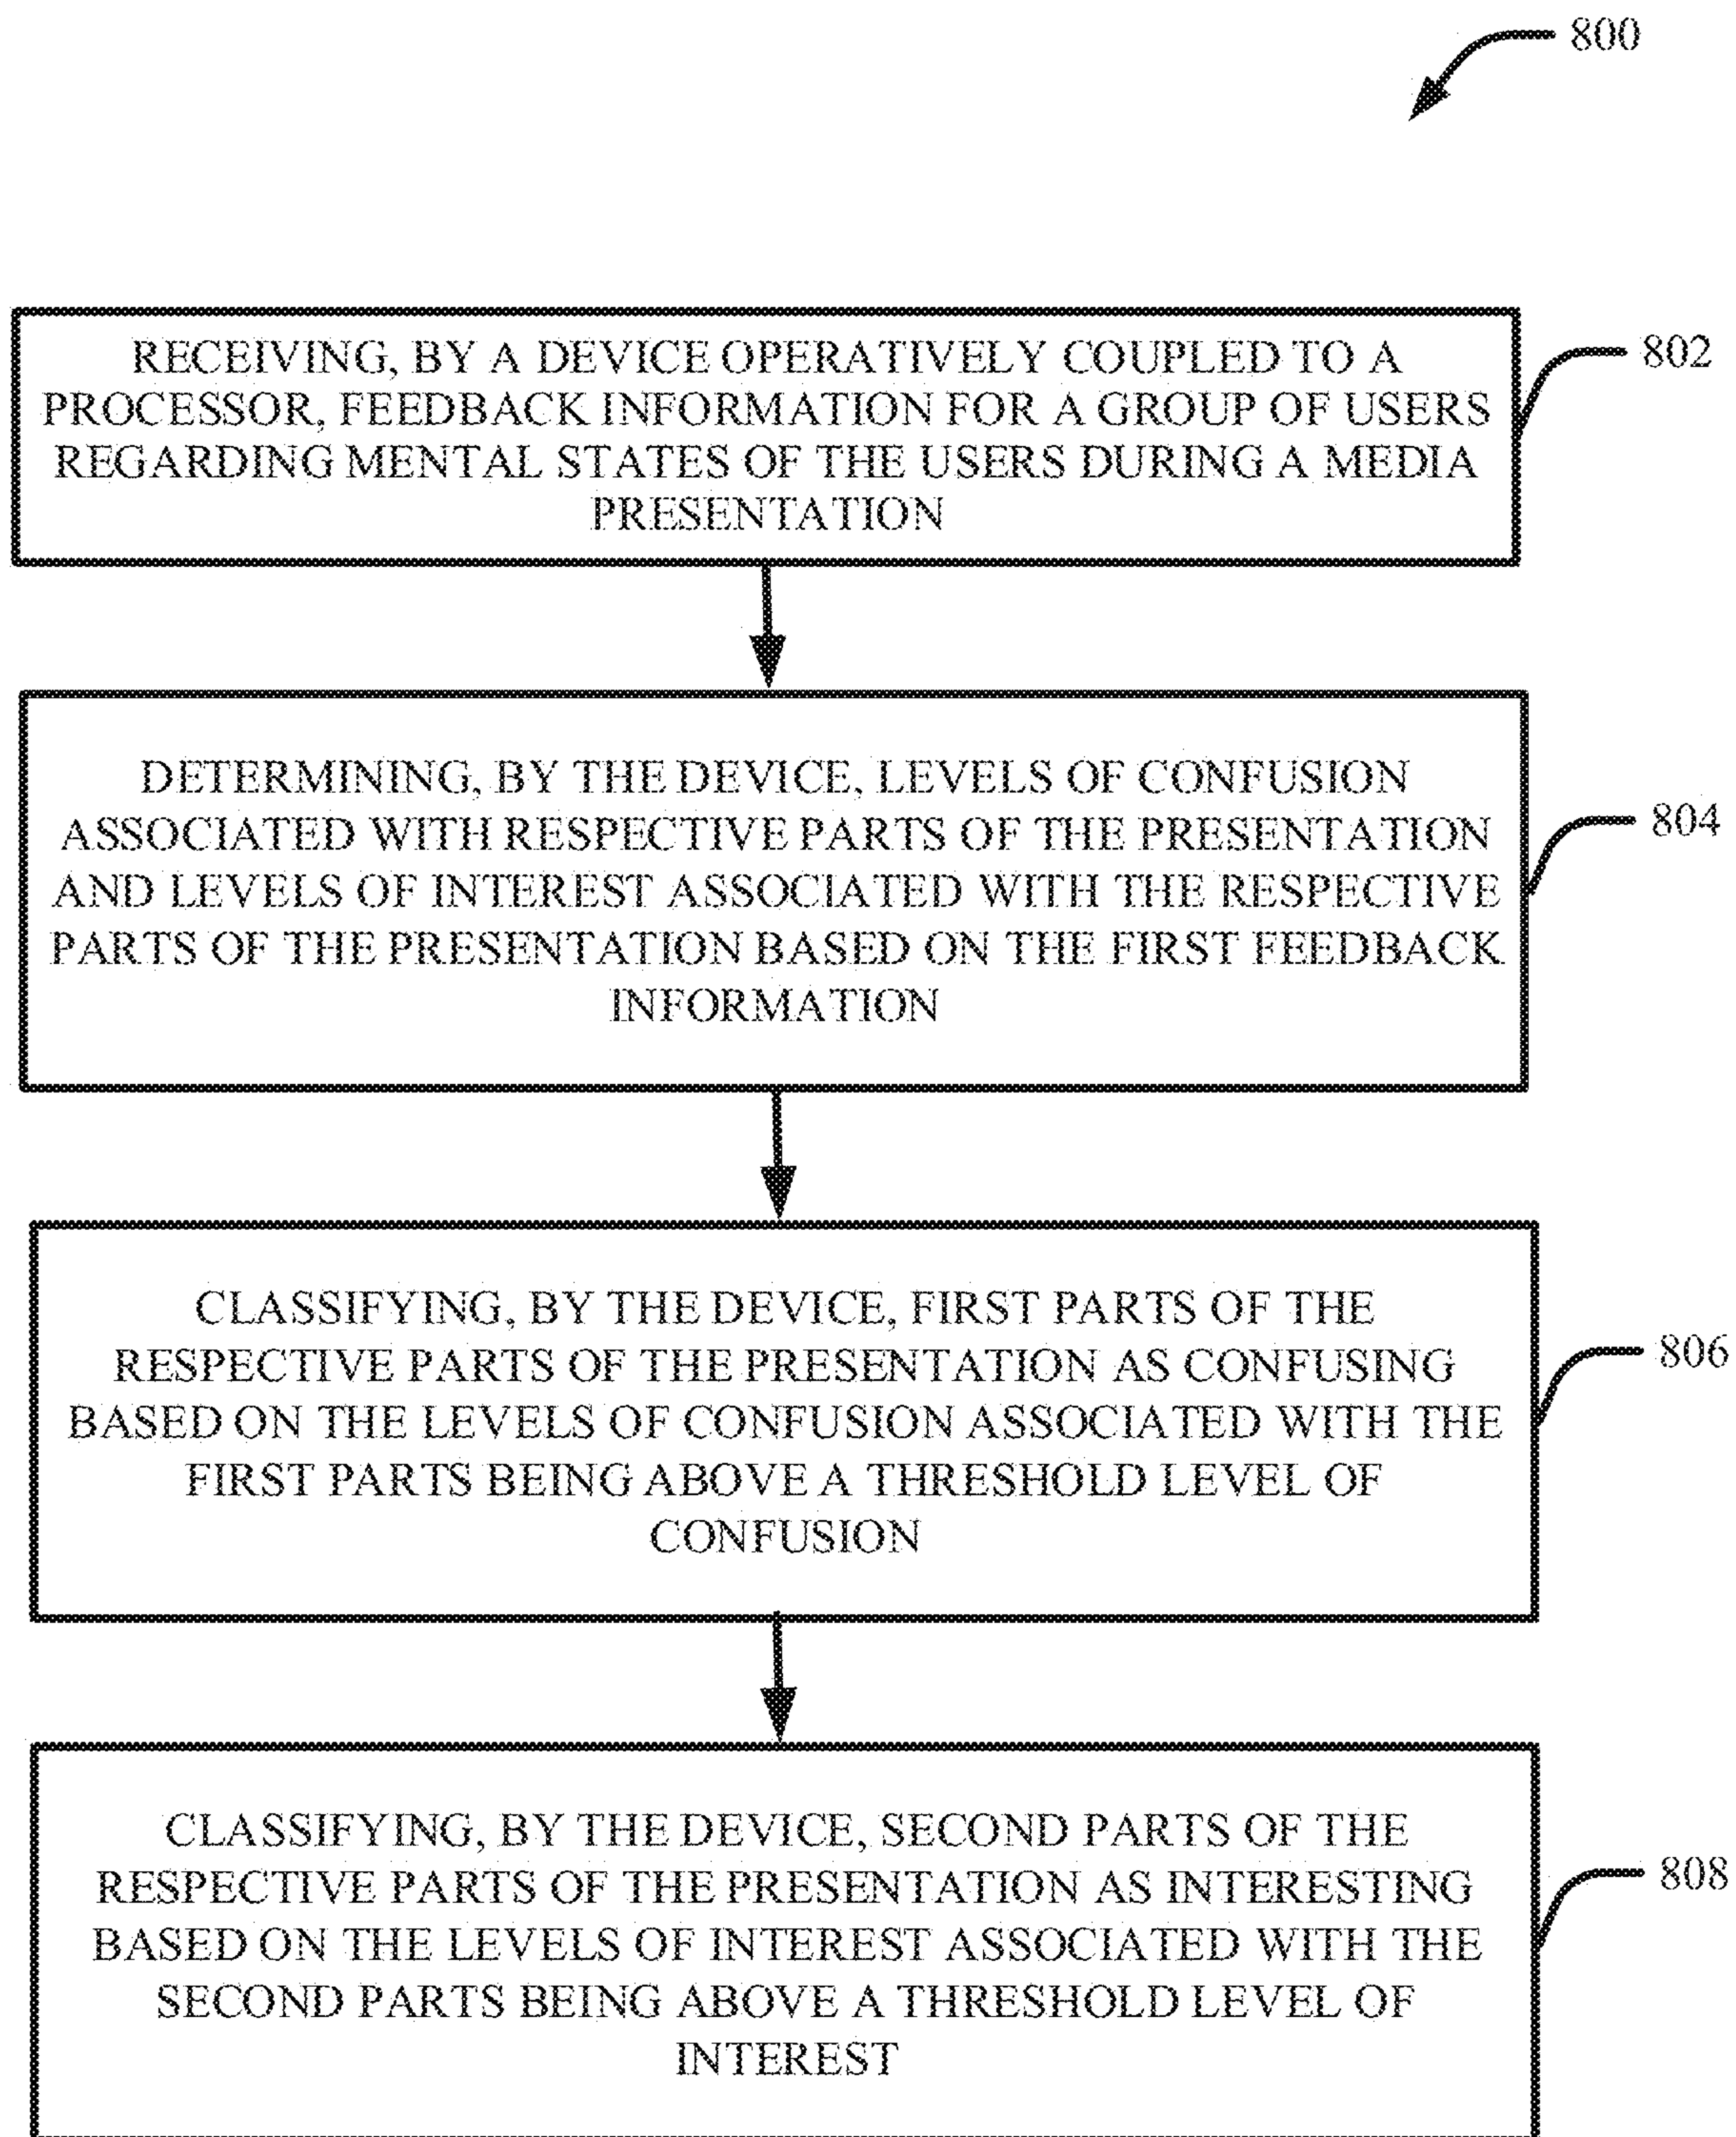 800
RECEIVING, BY A DEVICE OPERATIVELY COUPLED TO A
PROCESSOR, FEEDBACK INFORMATION FOR A GROUP OF USERS
REGARDING MENTAL STATES OF THE USERS DURING A MEDIA
PRESENTATION
802
DETERMINING, BY THE DEVICE, LEVELS OF CONFUSION
ASSOCIATED WITH RESPECTIVE PARTS OF THE PRESENTATION
AND LEVELS OF INTEREST ASSOCIATED WITH THE RESPECTIVE
PARTS OF THE PRESENTATION BASED ON THE FIRST FEEDBACK
INFORMATION
804
CLASSIFYING, BY THE DEVICE, FIRST PARTS OF THE
RESPECTIVE PARTS OF THE PRESENTATION AS CONFUSING
BASED ON THE LEVELS OF CONFUSION ASSOCIATED WITH THE
FIRST PARTS BEING ABOVE A THRESHOLD LEVEL OF
CONFUSION
806
CLASSIFYING, BY THE DEVICE, SECOND PARTS OF THE
RESPECTIVE PARTS OF THE PRESENTATION AS INTERESTING
BASED ON THE LEVELS OF INTEREST ASSOCIATED WITH THE
SECOND PARTS BEING ABOVE A THRESHOLD LEVEL OF
INTEREST
808